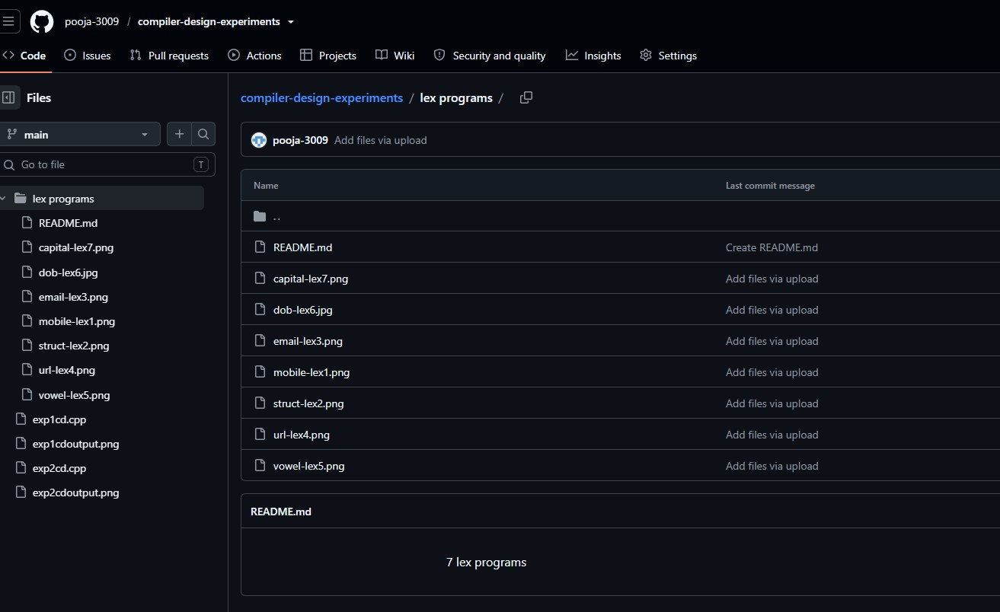 pooja-3009 / compiler-design-experiments
Code Issues Pull requests Actions Projects Wiki Security and quality Insights Settings
Files
main
Go to file T
lex programs
README.md
capital-lex7.png
dob-lex6.jpg
email-lex3.png
mobile-lex1.png
struct-lex2.png
url-lex4.png
vowel-lex5.png
exp1cd.cpp
exp1cdoutput.png
exp2cd.cpp
exp2cdoutput.png
compiler-design-experiments / lex programs /
pooja-3009 Add files via upload
Name Last commit message
..
README.md Create README.md
capital-lex7.png Add files via upload
dob-lex6.jpg Add files via upload
email-lex3.png Add files via upload
mobile-lex1.png Add files via upload
struct-lex2.png Add files via upload
url-lex4.png Add files via upload
vowel-lex5.png Add files via upload
README.md
7 lex programs